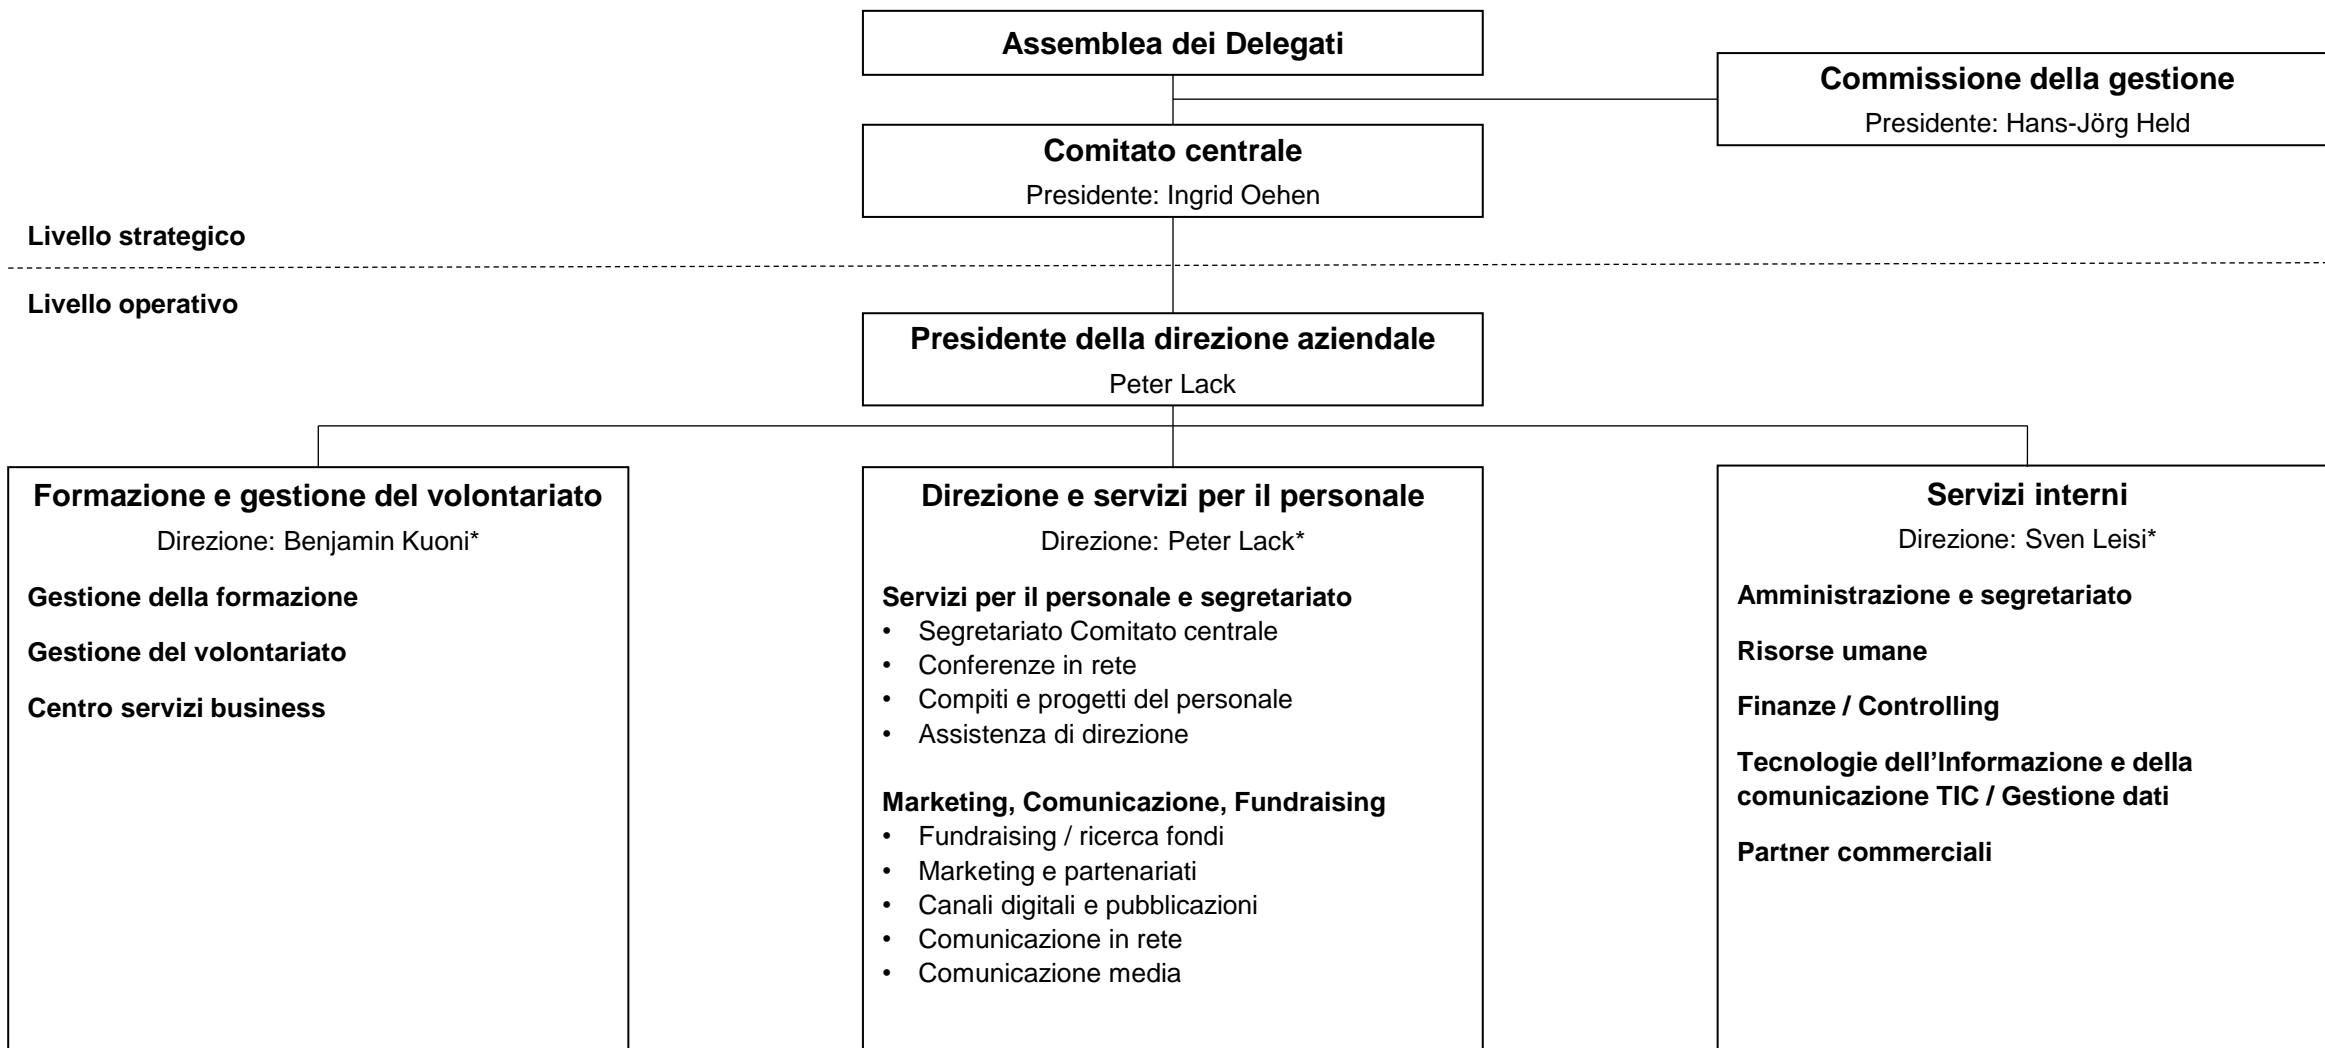 Assemblea dei Delegati
Commissione della gestione
Presidente: Hans-Jörg Held
Comitato centrale
Presidente: Ingrid Oehen
Livello strategico
Livello operativo
Presidente della direzione aziendale
Peter Lack
Formazione e gestione del volontariato
Direzione: Benjamin Kuoni*
Gestione della formazione
Gestione del volontariato
Centro servizi business
Direzione e servizi per il personale
Direzione: Peter Lack*
Servizi per il personale e segretariato
• Segretariato Comitato centrale
• Conferenze in rete
• Compiti e progetti del personale
• Assistenza di direzione
Marketing, Comunicazione, Fundraising
• Fundraising / ricerca fondi
• Marketing e partenariati
• Canali digitali e pubblicazioni
• Comunicazione in rete
• Comunicazione media
Servizi interni
Direzione: Sven Leisi*
Amministrazione e segretariato
Risorse umane
Finanze / Controlling
Tecnologie dell’Informazione e della
comunicazione TIC / Gestione dati
Partner commerciali